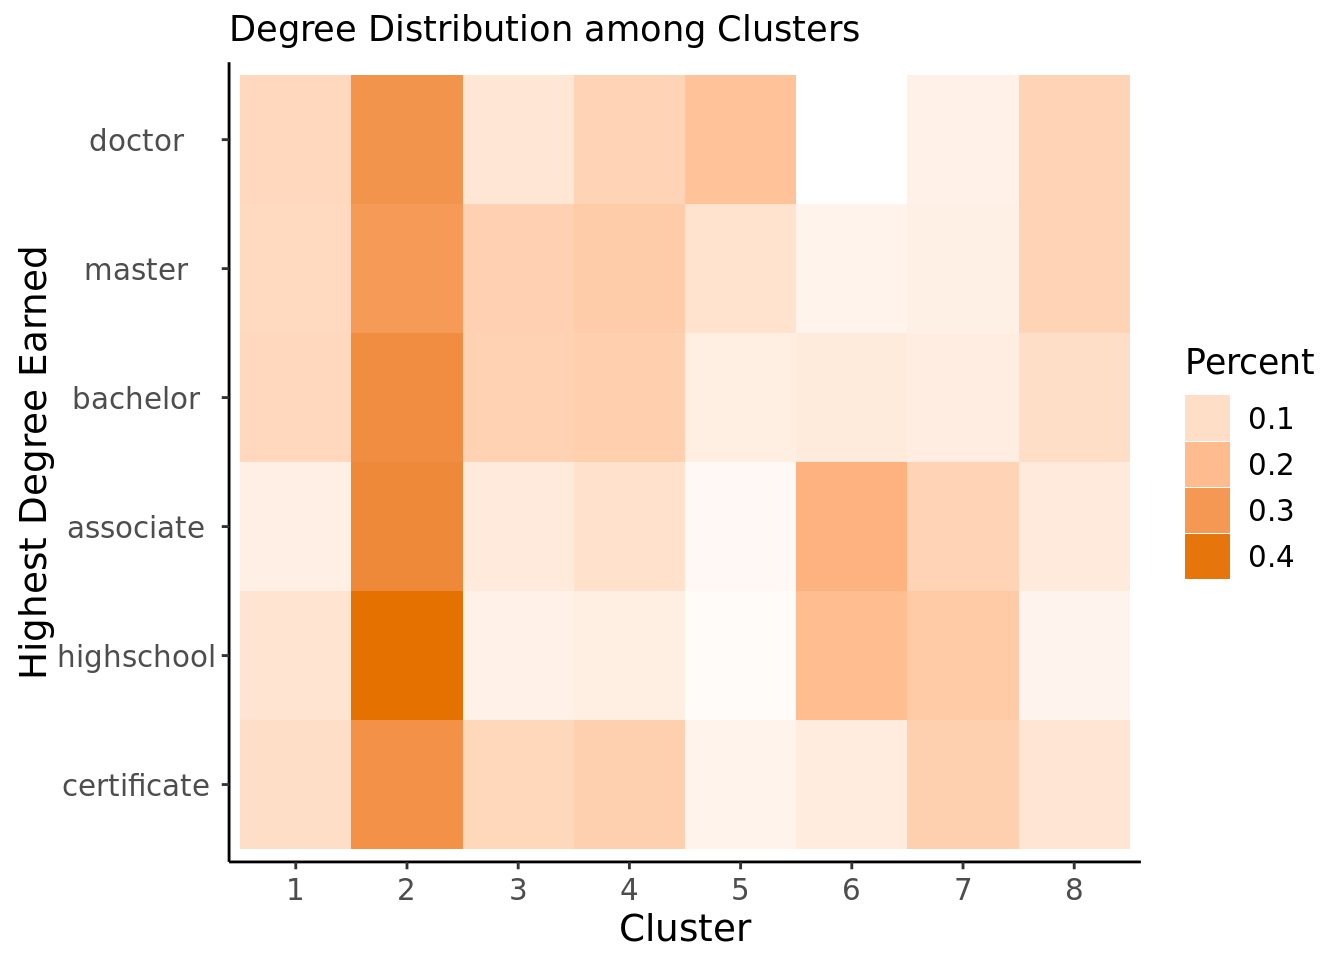 Degree Distribution among Clusters
Highest Degree Earned
doctor
master
bachelor
associate
highschool
certificate
1 2 3 4 5 6 7 8
Cluster
Percent
0.1
0.2
0.3
0.4